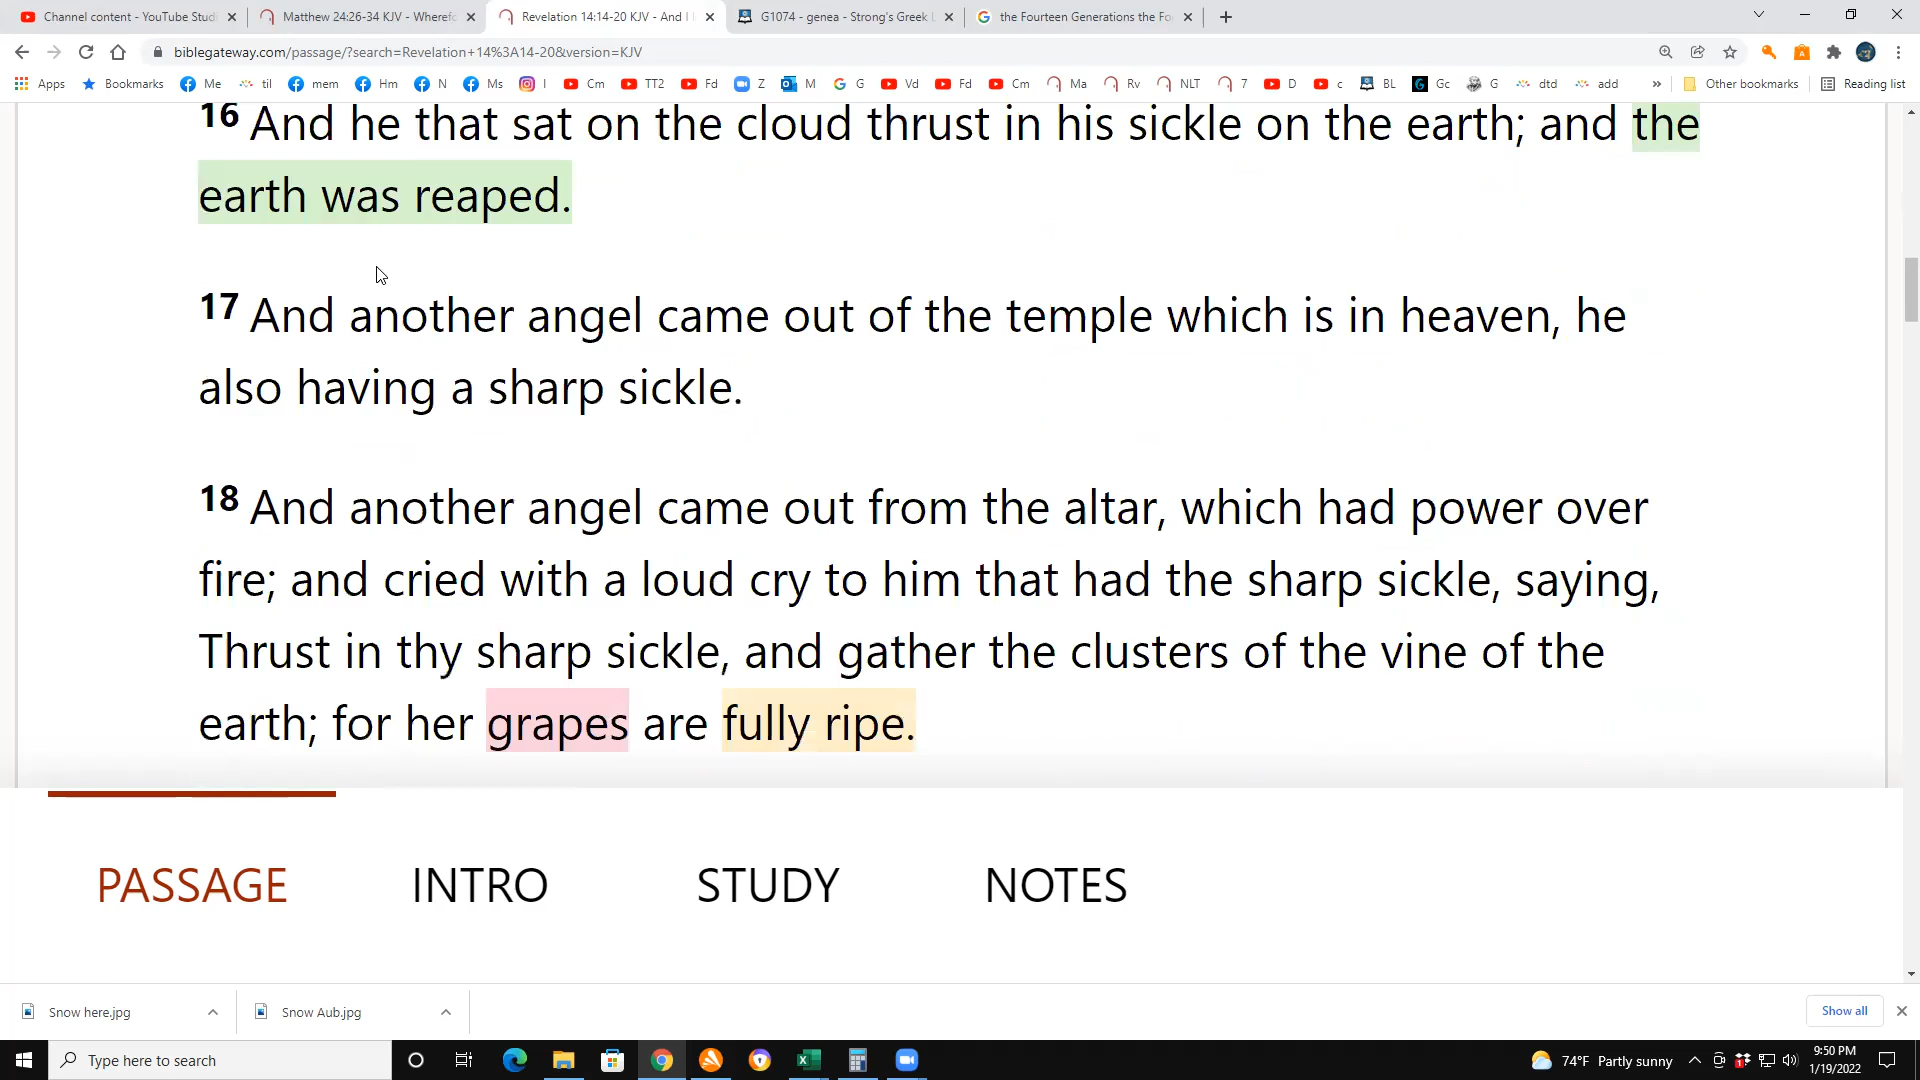 Channel content - YouTube Studi
Matthew 24:26-34 KJV - Wherefo
Revelation 14:14-20 KJV - And I l
G1074 - genea - Strong's Greek L
the Fourteen Generations the Fo
biblegateway.com/passage/?search=Revelation+14%3A14-20&version=KJV
Apps Bookmarks Me til mem Hm N Ms I Cm TT2 Fd Z M G Vd Fd Cm Ma Rv NLT 7 D c BL Gc G dtd add » Other bookmarks Reading list
16 And he that sat on the cloud thrust in his sickle on the earth; and the
earth was reaped.
17 And another angel came out of the temple which is in heaven, he
also having a sharp sickle.
18 And another angel came out from the altar, which had power over
fire; and cried with a loud cry to him that had the sharp sickle, saying,
Thrust in thy sharp sickle, and gather the clusters of the vine of the
earth; for her grapes are fully ripe.
PASSAGE INTRO STUDY NOTES
Snow here.jpg Snow Aub.jpg Show all
Type here to search
74°F Partly sunny
9:50 PM
1/19/2022